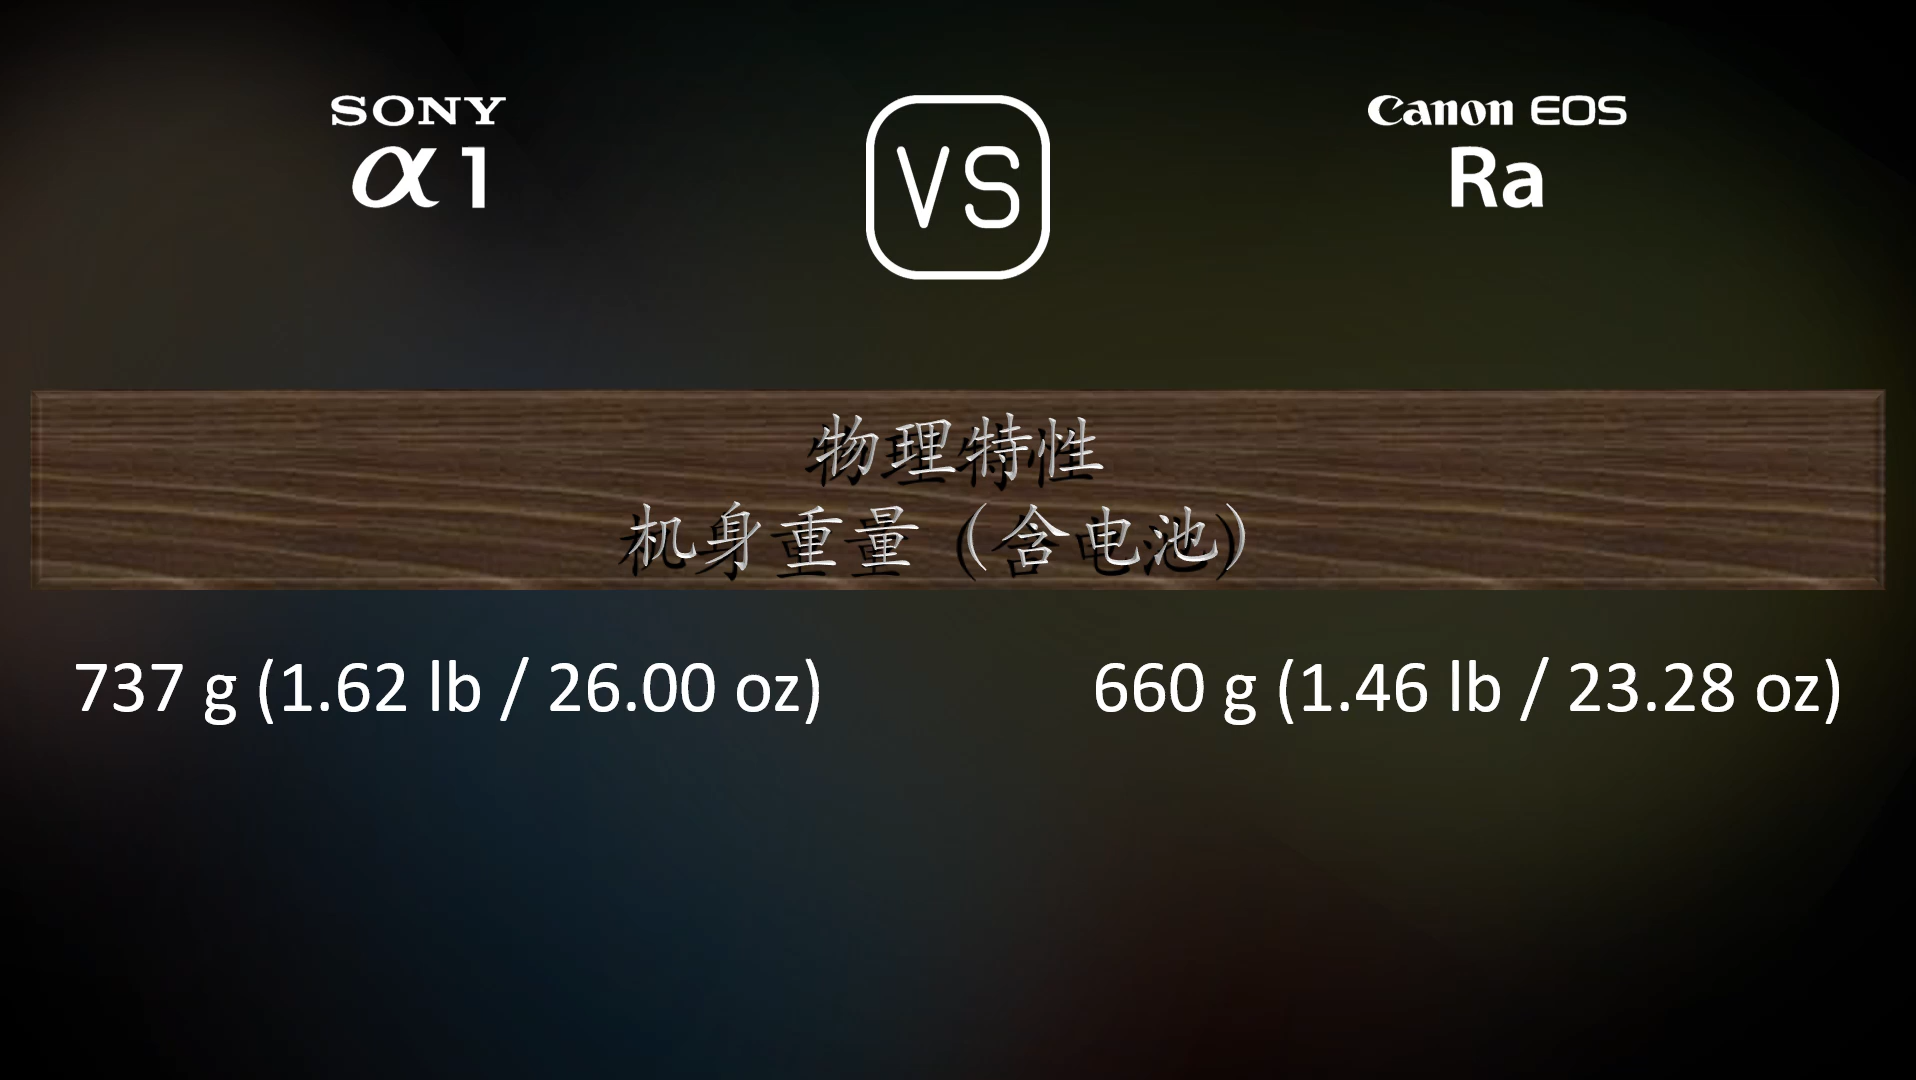 SONY
α1
VS
Canon EOS
Ra
物理特性
机身重量（含电池）
737 g (1.62 lb / 26.00 oz)
660 g (1.46 lb / 23.28 oz)